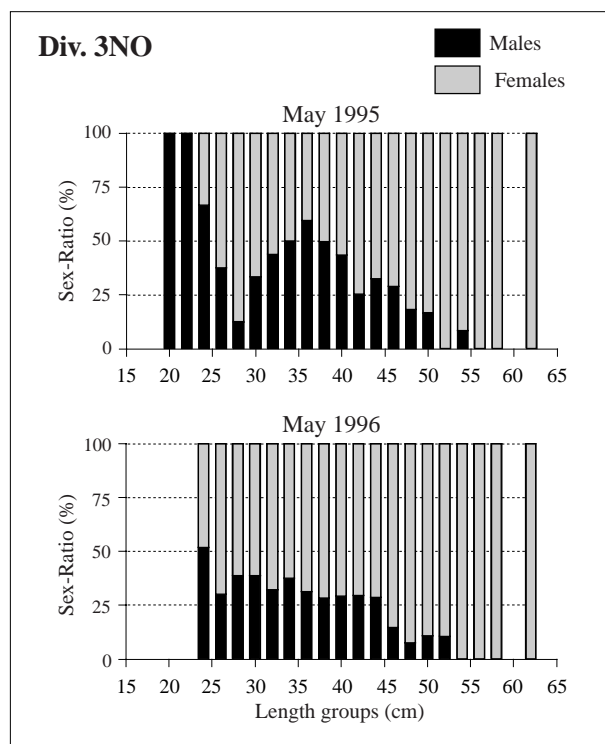 Div. 3NO
Males
Females
May 1995
Sex-Ratio (%)
100
75
50
25
0
15 20 25 30 35 40 45 50 55 60 65
May 1996
Sex-Ratio (%)
100
75
50
25
0
15 20 25 30 35 40 45 50 55 60 65
Length groups (cm)